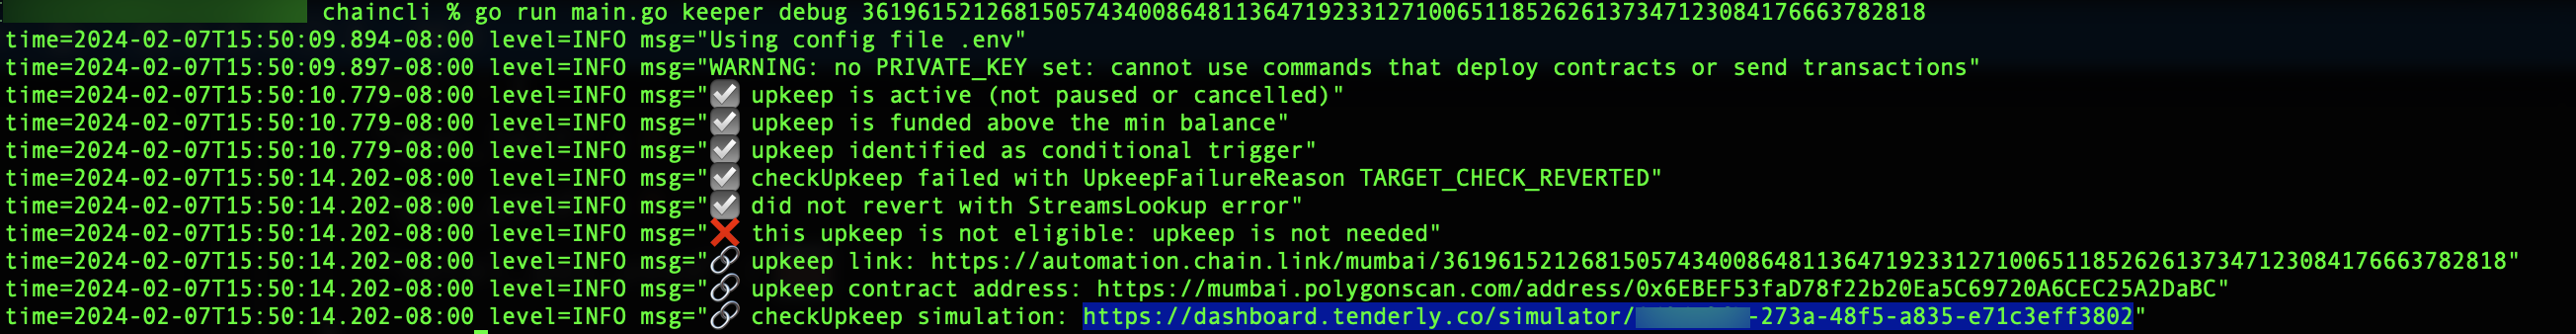 chaincli % go run main.go keeper debug 36196152126815057434008648113647192331271006511852626137347123084176663782818
time=2024-02-07T15:50:09.894-08:00 level=INFO msg="Using config file .env"
time=2024-02-07T15:50:09.897-08:00 level=INFO msg="WARNING: no PRIVATE_KEY set: cannot use commands that deploy contracts or send transactions"
time=2024-02-07T15:50:10.779-08:00 level=INFO msg="☑️ upkeep is active (not paused or cancelled)"
time=2024-02-07T15:50:10.779-08:00 level=INFO msg="☑️ upkeep is funded above the min balance"
time=2024-02-07T15:50:10.779-08:00 level=INFO msg="☑️ upkeep identified as conditional trigger"
time=2024-02-07T15:50:14.202-08:00 level=INFO msg="☑️ checkUpkeep failed with UpkeepFailureReason TARGET_CHECK_REVERTED"
time=2024-02-07T15:50:14.202-08:00 level=INFO msg="☑️ did not revert with StreamsLookup error"
time=2024-02-07T15:50:14.202-08:00 level=INFO msg="❌ this upkeep is not eligible: upkeep is not needed"
time=2024-02-07T15:50:14.202-08:00 level=INFO msg="🔗 upkeep link: https://automation.chain.link/mumbai/36196152126815057434008648113647192331271006511852626137347123084176663782818"
time=2024-02-07T15:50:14.202-08:00 level=INFO msg="🔗 upkeep contract address: https://mumbai.polygonscan.com/address/0x6EBEF53faD78f22b20Ea5C69720A6CEC25A2DaBC"
time=2024-02-07T15:50:14.202-08:00 level=INFO msg="🔗 checkUpkeep simulation: https://dashboard.tenderly.co/simulator/-273a-48f5-a835-e71c3eff3802"